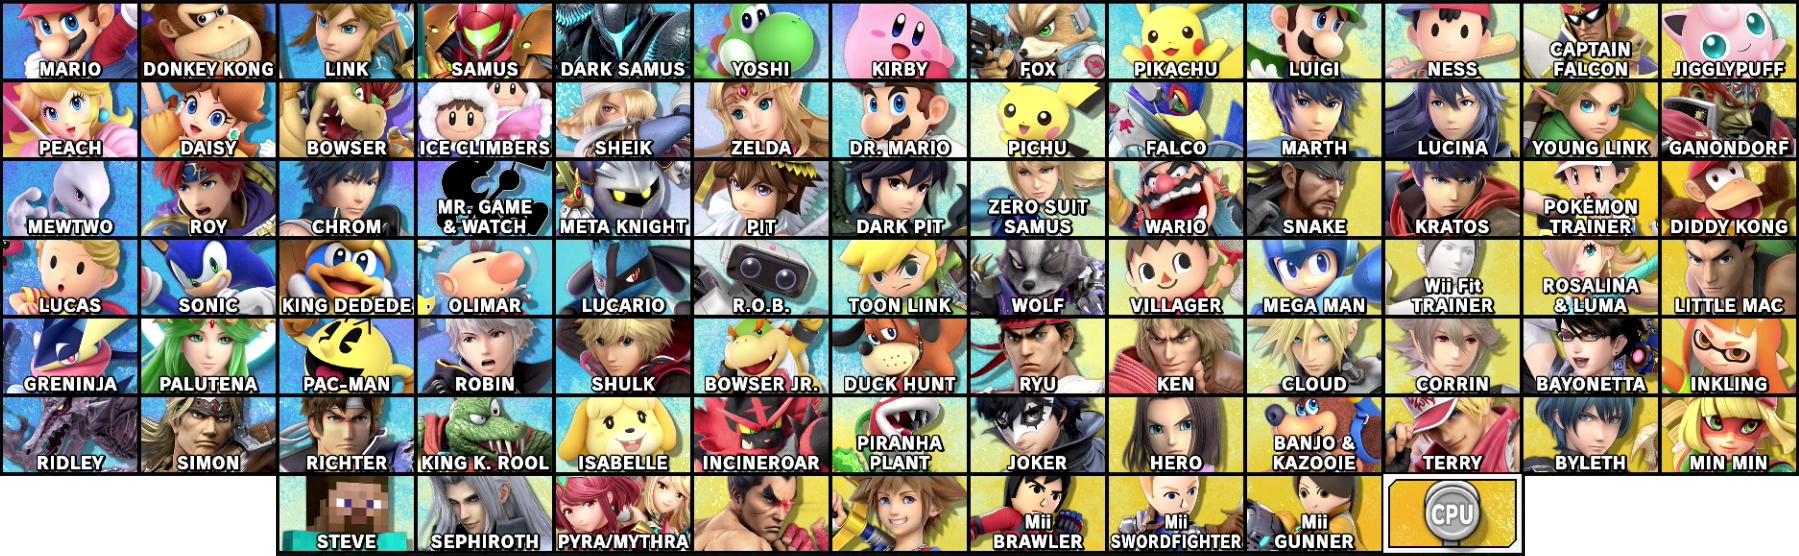 MARIO
DONKEY KONG
LINK
SAMUS
DARK SAMUS
YOSHI
KIRBY
FOX
PIKACHU
LUIGI
NESS
CAPTAIN
FALCON
JIGGLYPUFF
PEACH
DAISY
BOWSER
ICE CLIMBERS
SHEIK
ZELDA
DR. MARIO
PICHU
FALCO
MARTH
LUCINA
YOUNG LINK
GANONDORF
MEWTWO
ROY
CHROM
MR. GAME
& WATCH
META KNIGHT
PIT
DARK PIT
ZERO SUIT
SAMUS
WARIO
SNAKE
KRATOS
POKÉMON
TRAINER
DIDDY KONG
LUCAS
SONIC
KING DEDEDE
OLIMAR
LUCARIO
R.O.B.
TOON LINK
WOLF
VILLAGER
MEGA MAN
Wii Fit
TRAINER
ROSALINA
& LUMA
LITTLE MAC
GRENINJA
PALUTENA
PAC-MAN
ROBIN
SHULK
BOWSER JR.
DUCK HUNT
RYU
KEN
CLOUD
CORRIN
BAYONETTA
INKLING
RIDLEY
SIMON
RICHTER
KING K. ROOL
ISABELLE
INCINEROAR
PIRANHA
PLANT
JOKER
HERO
BANJO &
KAZOOIE
TERRY
BYLETH
MIN MIN
STEVE
SEPHIROTH
PYRA/MYTHRA
Mii
BRAWLER
Mii
SWORDFIGHTER
Mii
GUNNER
CPU